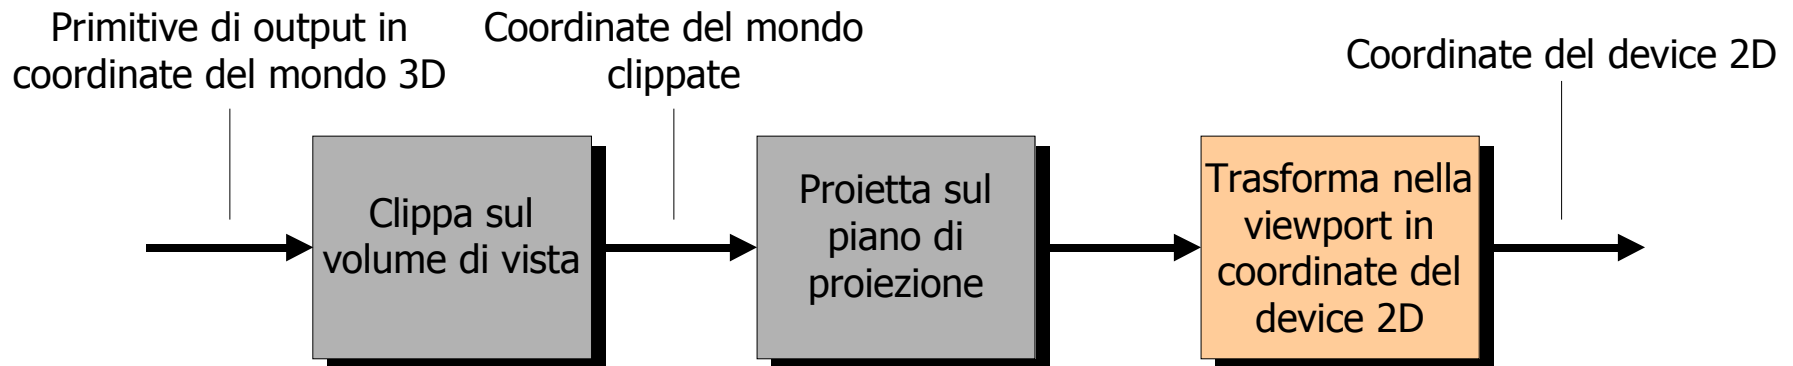 Primitive di output in
coordinate del mondo 3D
Coordinate del mondo
clippate
Coordinate del device 2D
Clippa sul
volume di vista
Proietta sul
piano di
proiezione
Trasforma nella
viewport in
coordinate del
device 2D